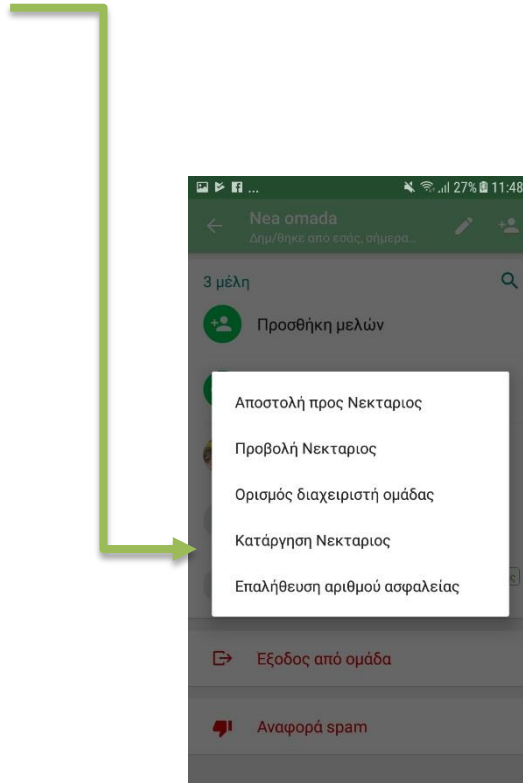 ... 27% 11:48
Nea omada
Δημ/θηκε από εσάς, σήμερα...
3 μέλη
Προσθήκη μελών
Αποστολή προς Νεκταριος
Προβολή Νεκταριος
Ορισμός διαχειριστή ομάδας
Κατάργηση Νεκταριος
Επαλήθευση αριθμού ασφαλείας
Έξοδος από ομάδα
Αναφορά spam